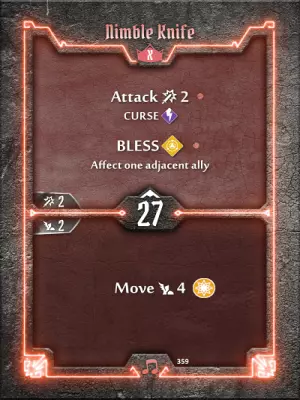 Nimble Knife
X
Attack 2
CURSE
BLESS
Affect one adjacent ally
2
27
2
Move 4
359